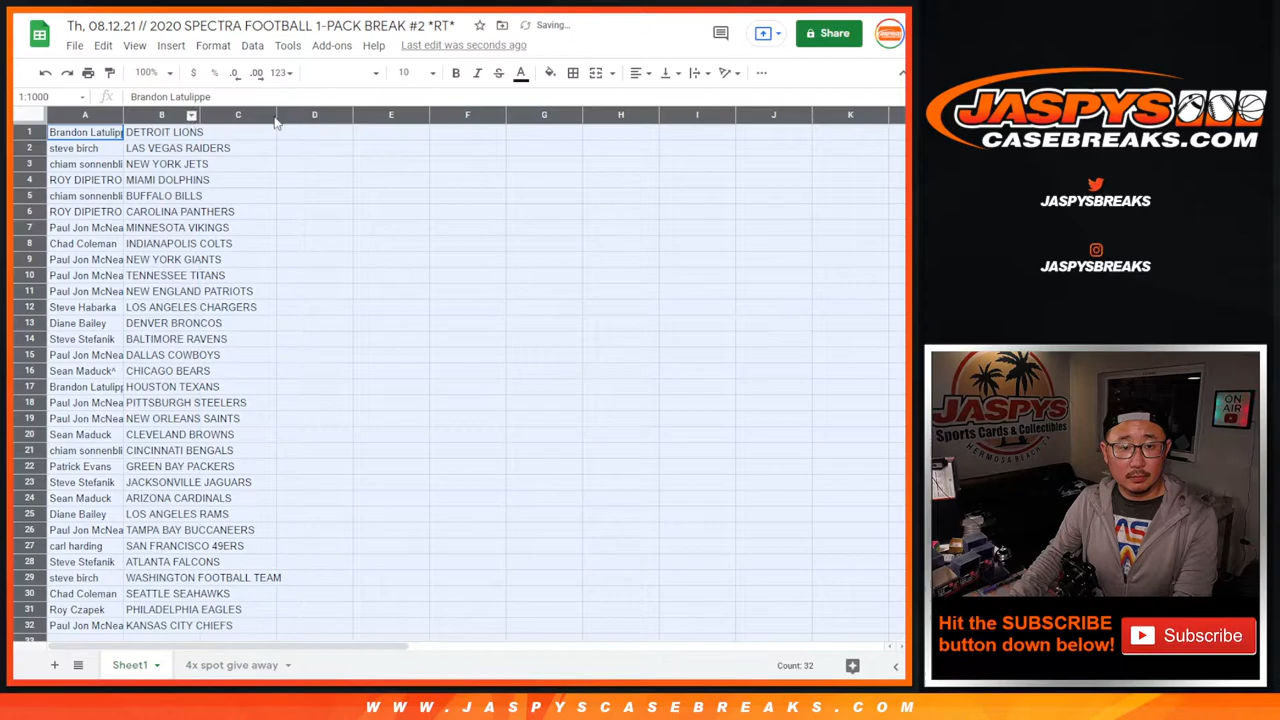 Th, 08.12.21 // 2020 SPECTRA FOOTBALL 1-PACK BREAK #2 *RT*
Saving...
File Edit View Insert Format Data Tools Add-ons Help Last edit was seconds ago
Share
100% $ % .0 .00 123 10 B I S A
1:1000 fx Brandon Latulippe
A B C D E F G H I J K
1 Brandon Latulipp DETROIT LIONS
2 steve birch LAS VEGAS RAIDERS
3 chiam sonnenbli NEW YORK JETS
4 ROY DIPIETRO MIAMI DOLPHINS
5 chiam sonnenbli BUFFALO BILLS
6 ROY DIPIETRO CAROLINA PANTHERS
7 Paul Jon McNea MINNESOTA VIKINGS
8 Chad Coleman INDIANAPOLIS COLTS
9 Paul Jon McNea NEW YORK GIANTS
10 Paul Jon McNea TENNESSEE TITANS
11 Paul Jon McNea NEW ENGLAND PATRIOTS
12 Steve Habarka LOS ANGELES CHARGERS
13 Diane Bailey DENVER BRONCOS
14 Steve Stefanik BALTIMORE RAVENS
15 Paul Jon McNea DALLAS COWBOYS
16 Sean Maduck^ CHICAGO BEARS
17 Brandon Latulipp HOUSTON TEXANS
18 Paul Jon McNea PITTSBURGH STEELERS
19 Paul Jon McNea NEW ORLEANS SAINTS
20 Sean Maduck CLEVELAND BROWNS
21 chiam sonnenbli CINCINNATI BENGALS
22 Patrick Evans GREEN BAY PACKERS
23 Steve Stefanik JACKSONVILLE JAGUARS
24 Sean Maduck ARIZONA CARDINALS
25 Diane Bailey LOS ANGELES RAMS
26 Paul Jon McNea TAMPA BAY BUCCANEERS
27 carl harding SAN FRANCISCO 49ERS
28 Steve Stefanik ATLANTA FALCONS
29 steve birch WASHINGTON FOOTBALL TEAM
30 Chad Coleman SEATTLE SEAHAWKS
31 Roy Czapek PHILADELPHIA EAGLES
32 Paul Jon McNea KANSAS CITY CHIEFS
33
Sheet1 4x spot give away Count: 32
JASPYS
CASEBREAKS.COM
JASPYSBREAKS
JASPYSBREAKS
JASPYS
Sports Cards & Collectibles
HERMOSA BEACH
ON AIR
Hit the SUBSCRIBE
button down below!
Subscribe
WWW.JASPYSCASEBREAKS.COM